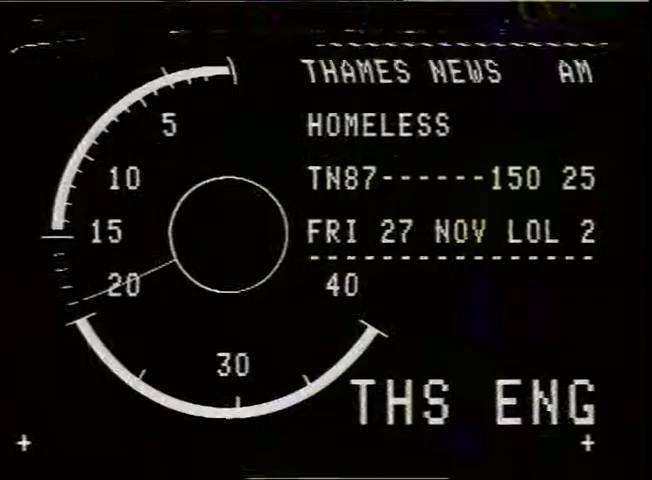 THAMES NEWS AM
HOMELESS
TN87------150 25
FRI 27 NOV LOL 2
----------------
5
10
15
20
30
40
THS ENG